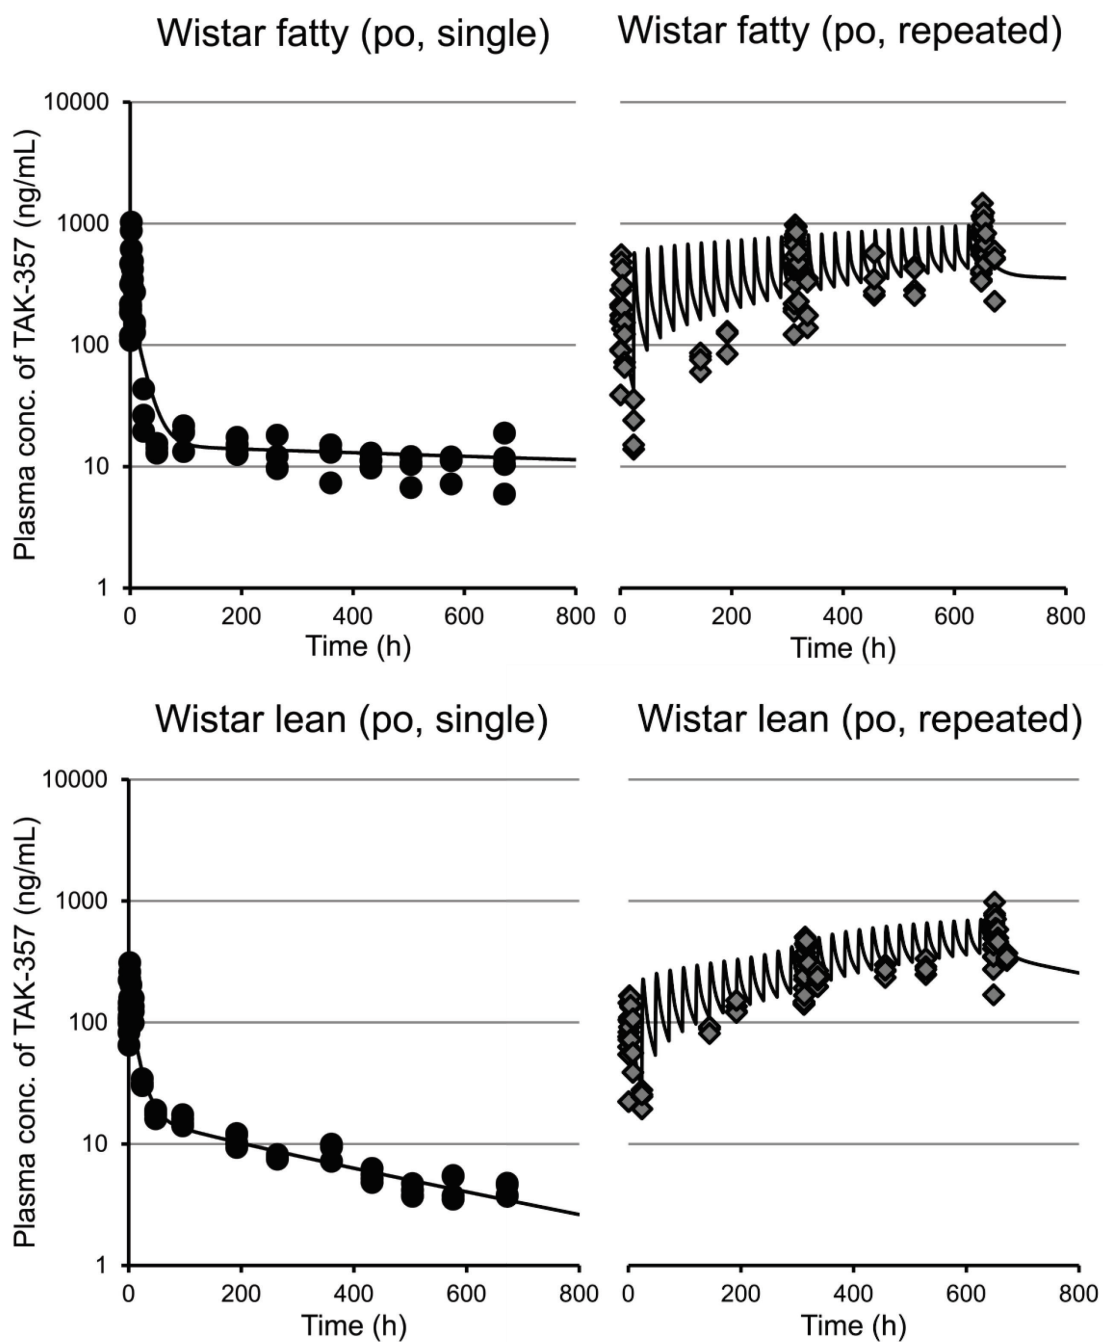 Wistar fatty (po, single)
Wistar fatty (po, repeated)
Plasma conc. of TAK-357 (ng/mL)
10000
1000
100
10
1
0 200 400 600 800
Time (h)
0 200 400 600 800
Time (h)
Wistar lean (po, single)
Wistar lean (po, repeated)
Plasma conc. of TAK-357 (ng/mL)
10000
1000
100
10
1
0 200 400 600 800
Time (h)
0 200 400 600 800
Time (h)